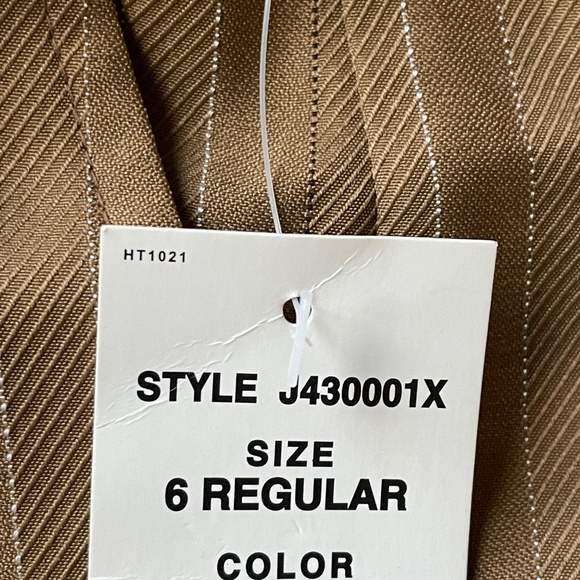 HT1021
STYLE J430001X
SIZE
6 REGULAR
COLOR